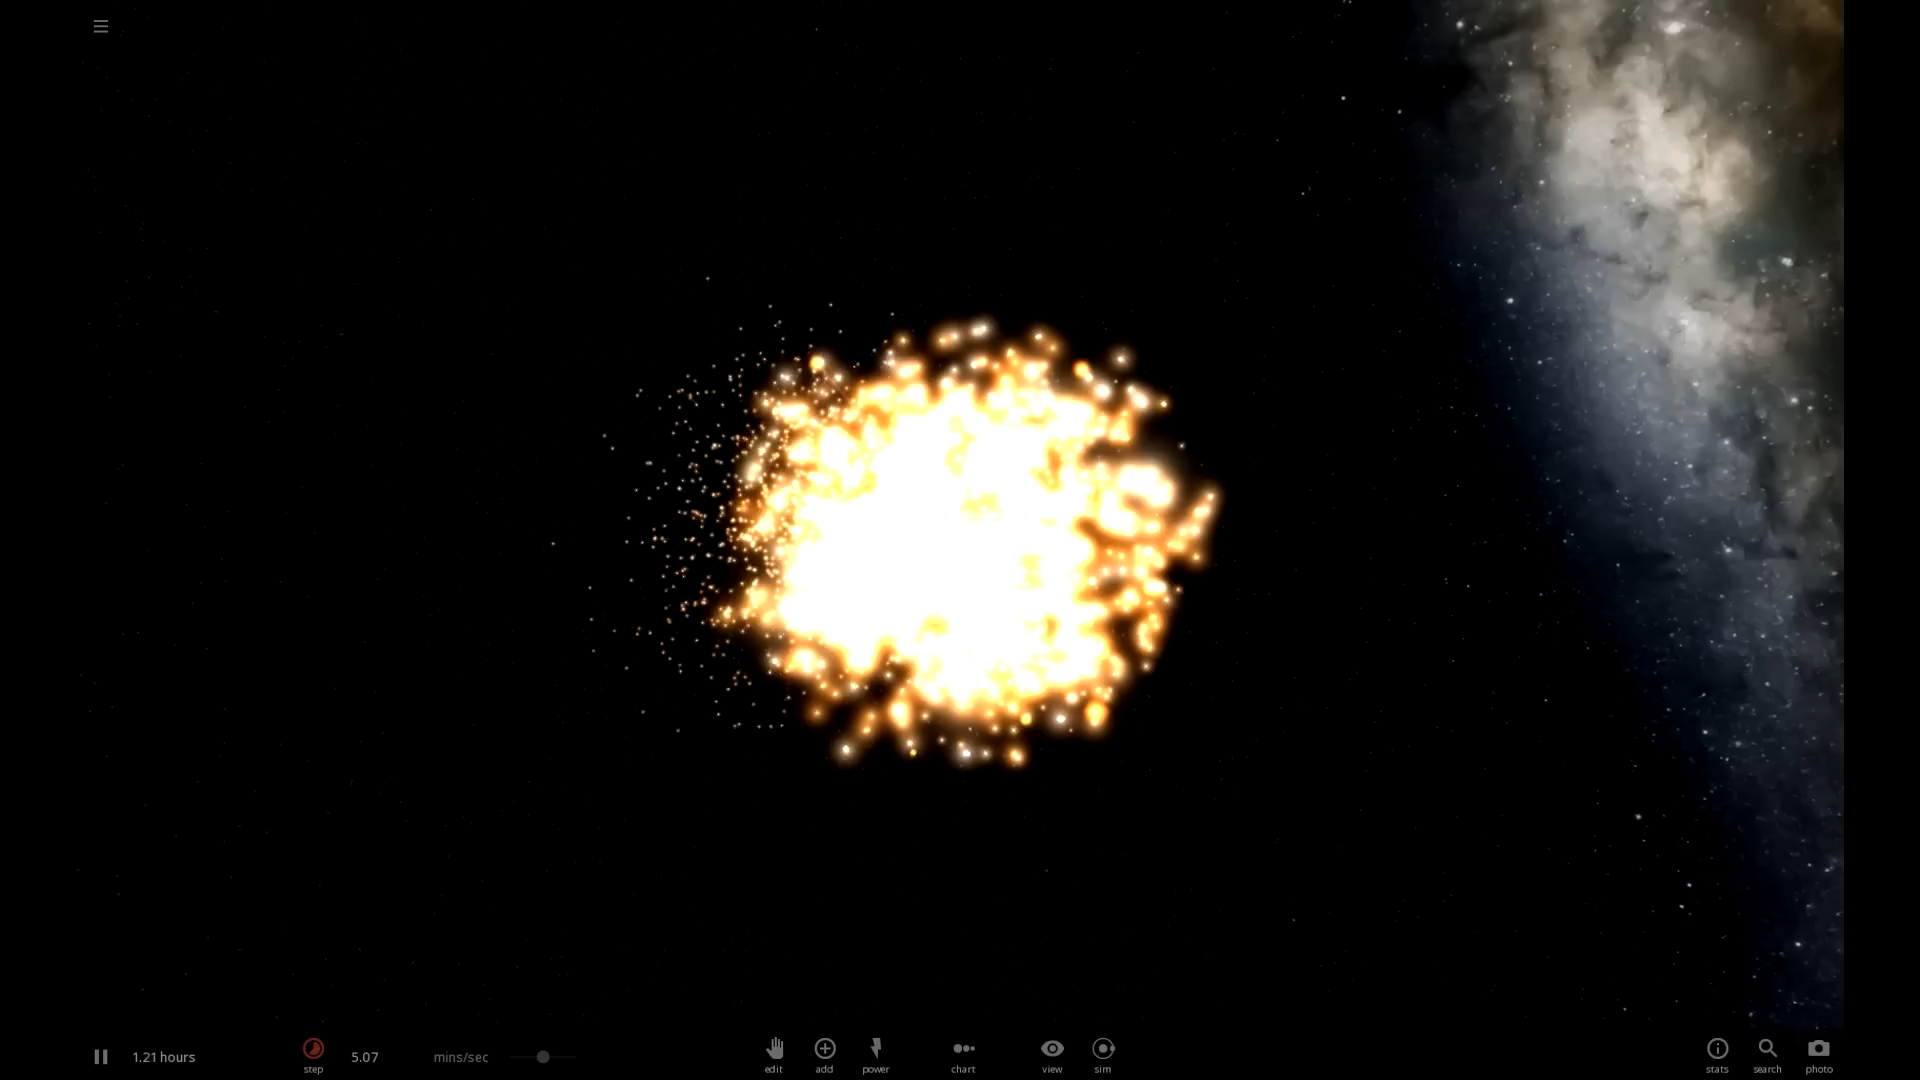 1.21 hours
step
5.07
mins/sec
edit
add
power
chart
view
sim
stats
search
photo